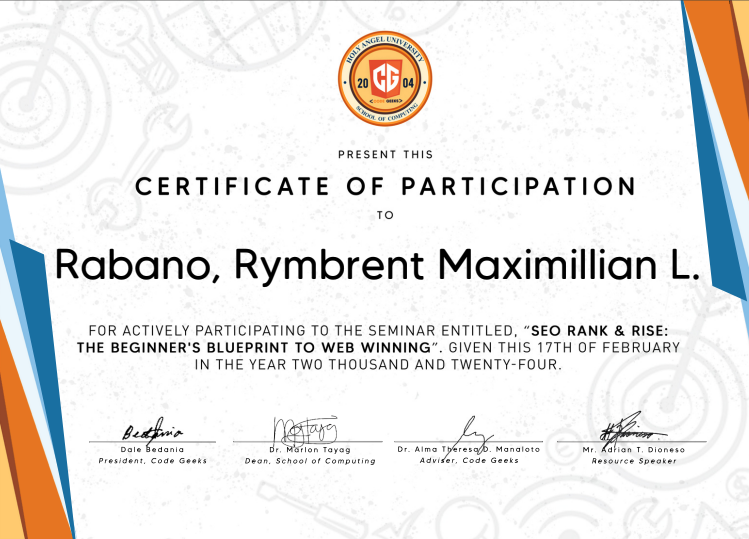 HOLY ANGEL UNIVERSITY
20 CG 04
<CODE GEEKS>
SCHOOL OF COMPUTING
PRESENT THIS
CERTIFICATE OF PARTICIPATION
TO
Rabano, Rymbrent Maximillian L.
FOR ACTIVELY PARTICIPATING TO THE SEMINAR ENTITLED, “SEO RANK & RISE:
THE BEGINNER'S BLUEPRINT TO WEB WINNING”. GIVEN THIS 17TH OF FEBRUARY
IN THE YEAR TWO THOUSAND AND TWENTY-FOUR.
Dale Bedania Dr. Marlon Tayag Dr. Alma Theresa D. Manaloto Mr. Adrian T. Dioneso
President, Code Geeks Dean, School of Computing Adviser, Code Geeks Resource Speaker